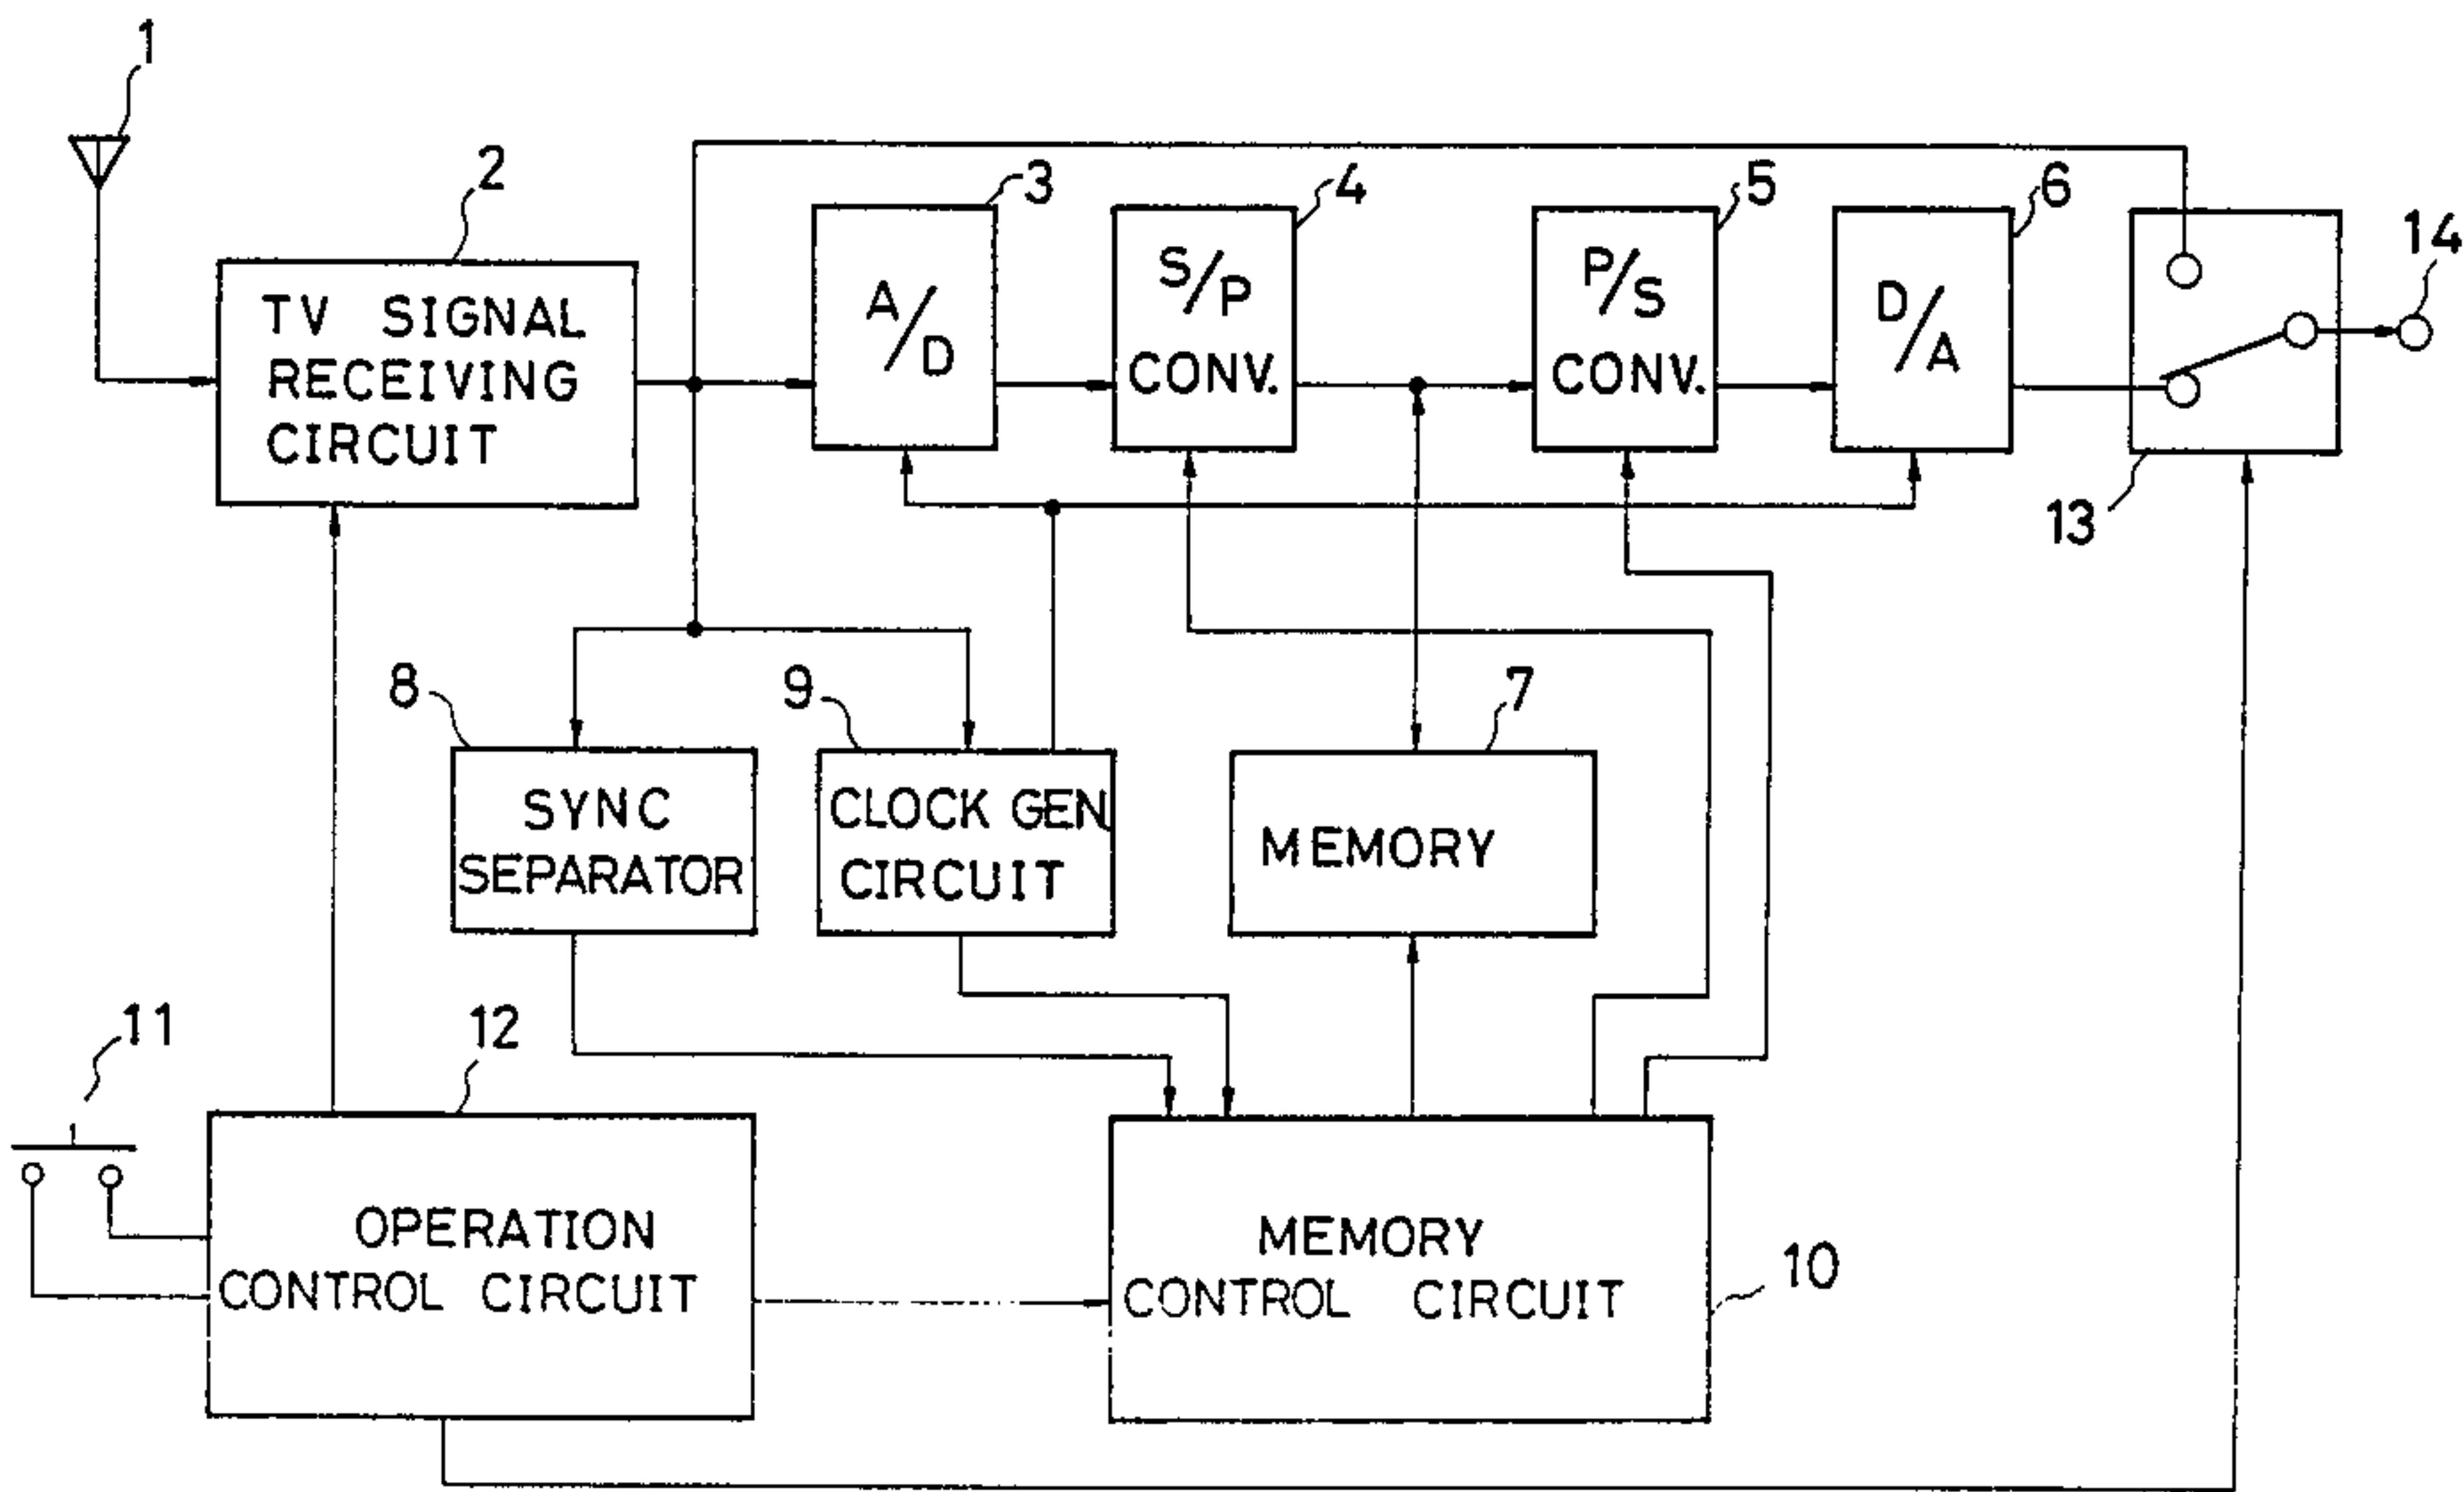 1
2
3
4
5
6
14
TV SIGNAL
RECEIVING
CIRCUIT
A/D
S/P
CONV.
P/S
CONV.
D/A
13
8
9
7
SYNC
SEPARATOR
CLOCK GEN
CIRCUIT
MEMORY
11
12
OPERATION
CONTROL CIRCUIT
MEMORY
CONTROL CIRCUIT
10